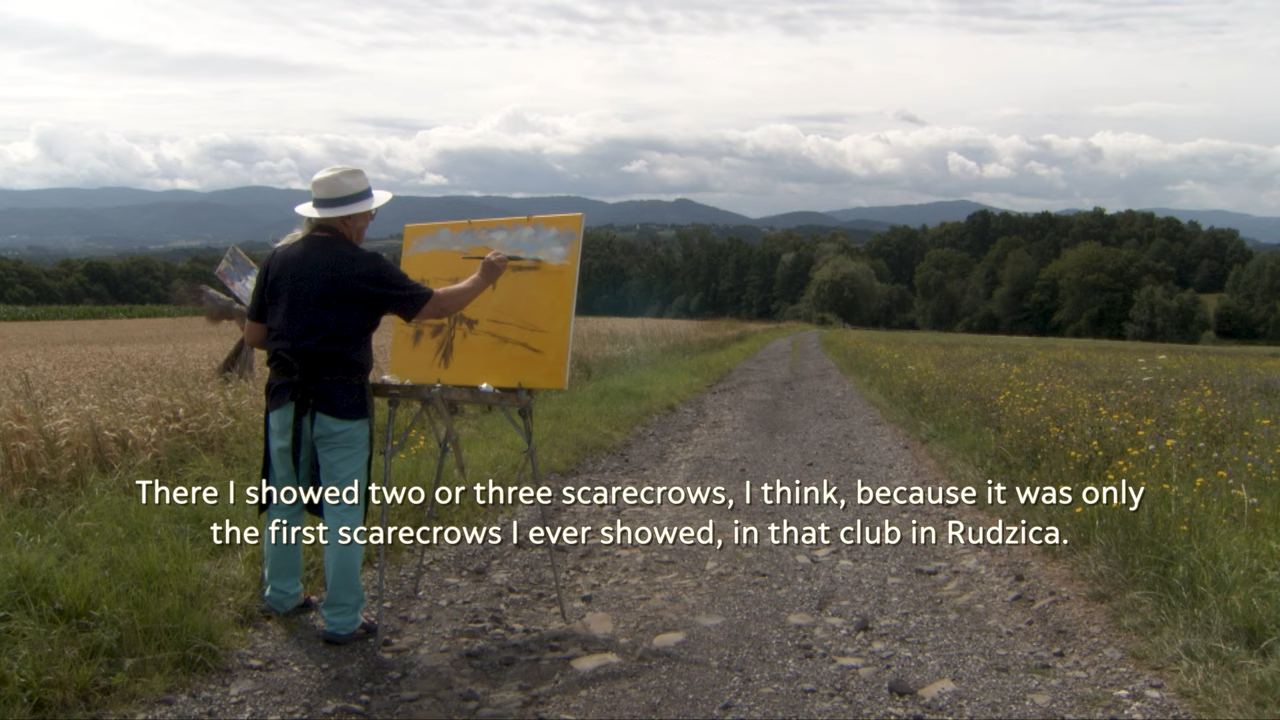 There I showed two or three scarecrows, I think, because it was only
the first scarecrows I ever showed, in that club in Rudzica.